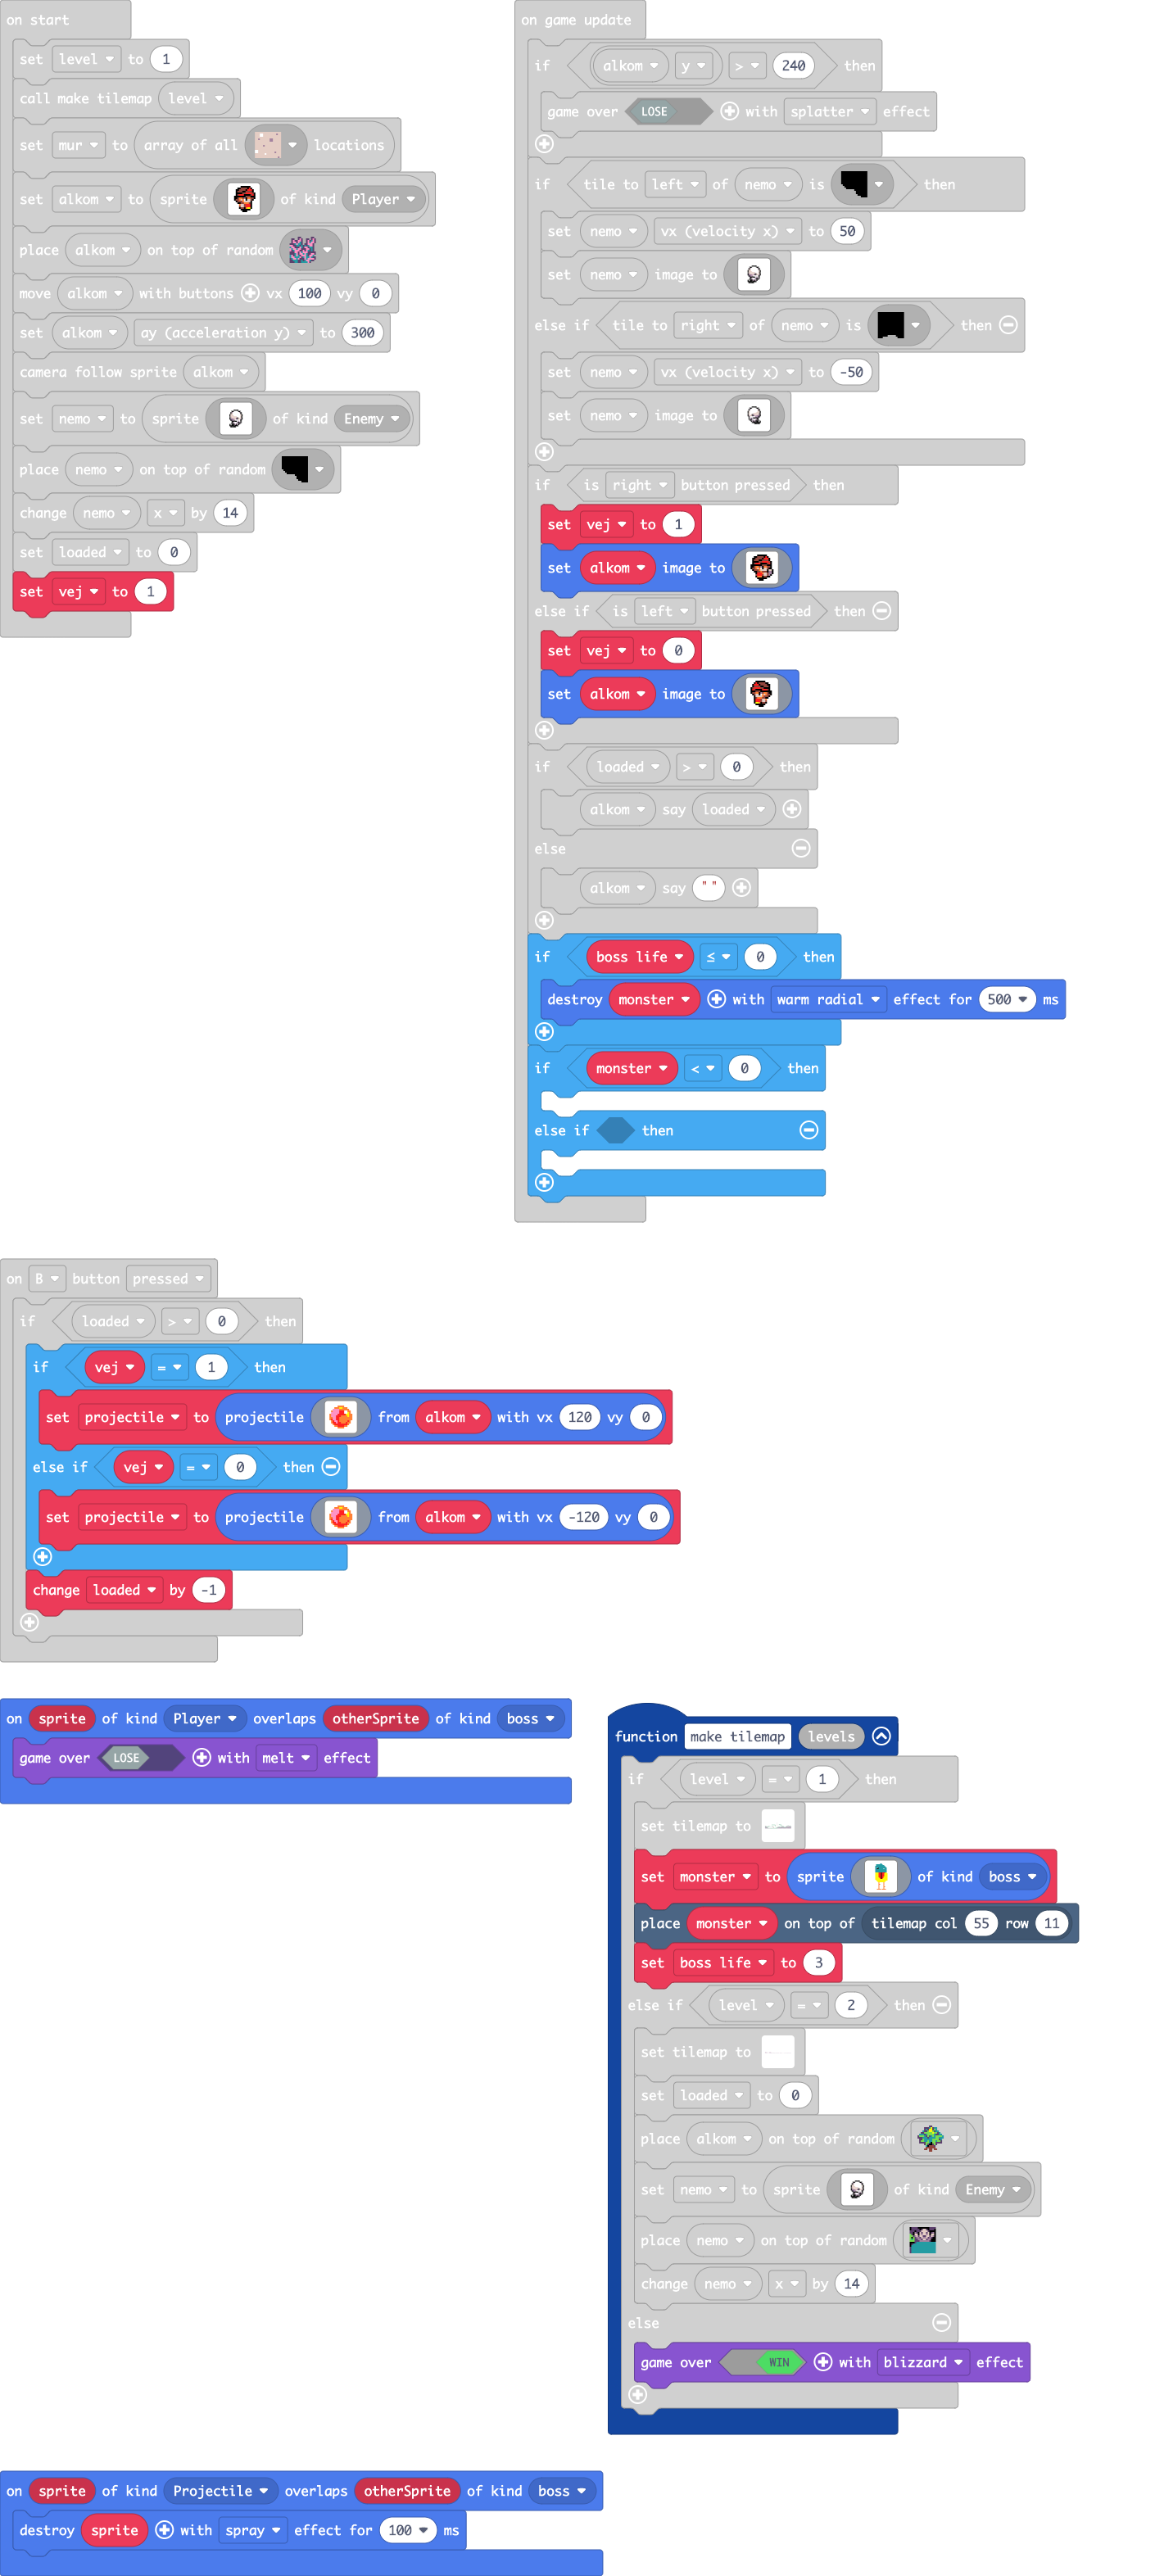 on start
set level to 1
call make tilemap level
set mur to array of all locations
set alkom to sprite of kind Player
place alkom on top of random
move alkom with buttons vx 100 vy 0
set alkom ay (acceleration y) to 300
camera follow sprite alkom
set nemo to sprite of kind Enemy
place nemo on top of random
change nemo x by 14
set loaded to 0
set vej to 1
on game update
if alkom y > 240 then
game over LOSE with splatter effect
if tile to left of nemo is then
set nemo vx (velocity x) to 50
set nemo image to
else if tile to right of nemo is then
set nemo vx (velocity x) to -50
set nemo image to
if is right button pressed then
set vej to 1
set alkom image to
else if is left button pressed then
set vej to 0
set alkom image to
if loaded > 0 then
alkom say loaded
else
alkom say " "
if boss life ≤ 0 then
destroy monster with warm radial effect for 500 ms
if monster < 0 then
else if then
on B button pressed
if loaded > 0 then
if vej = 1 then
set projectile to projectile from alkom with vx 120 vy 0
else if vej = 0 then
set projectile to projectile from alkom with vx -120 vy 0
change loaded by -1
on sprite of kind Player overlaps otherSprite of kind boss
game over LOSE with melt effect
function make tilemap levels
if level = 1 then
set tilemap to
set monster to sprite of kind boss
place monster on top of tilemap col 55 row 11
set boss life to 3
else if level = 2 then
set tilemap to
set loaded to 0
place alkom on top of random
set nemo to sprite of kind Enemy
place nemo on top of random
change nemo x by 14
else
game over WIN with blizzard effect
on sprite of kind Projectile overlaps otherSprite of kind boss
destroy sprite with spray effect for 100 ms